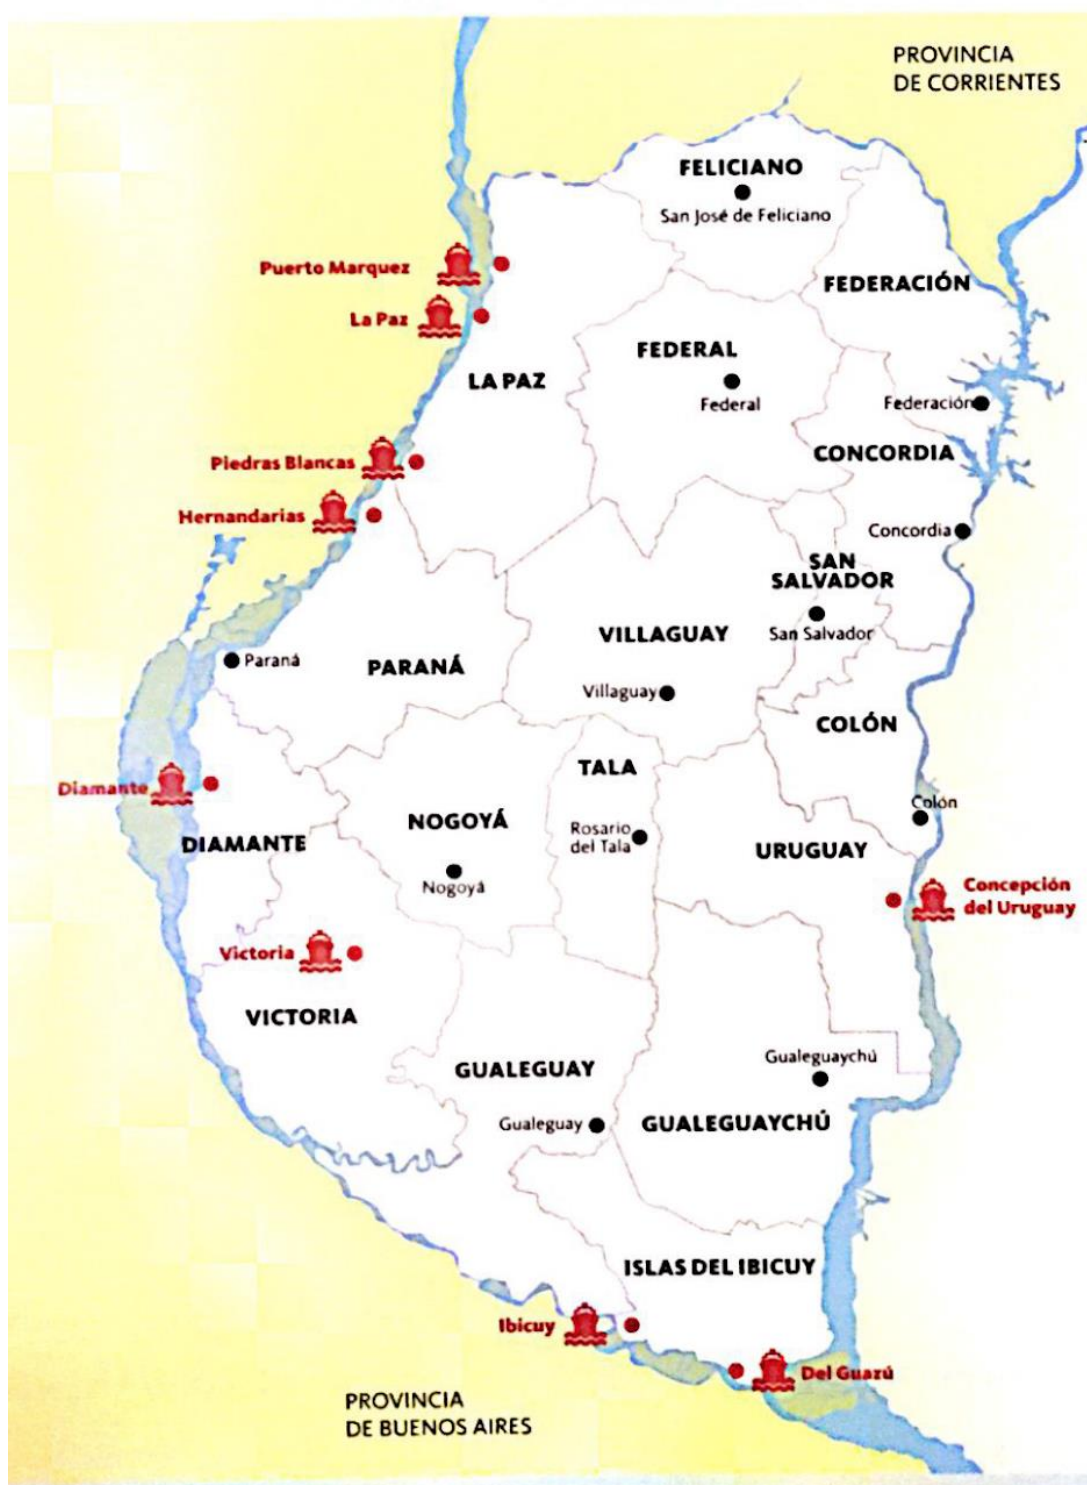 PROVINCIA
DE CORRIENTES
FELICIANO
San José de Feliciano
Puerto Marquez
FEDERACIÓN
La Paz
FEDERAL
LA PAZ
Federal
Federación
CONCORDIA
Piedras Blancas
Hernandarias
Concordia
SAN
SALVADOR
San Salvador
VILLAGUAY
Paraná
PARANÁ
Villaguay
COLÓN
TALA
Diamante
Colón
NOGOYÁ
Rosario
del Tala
DIAMANTE
URUGUAY
Nogoyá
Concepción
del Uruguay
Victoria
VICTORIA
Gualeguaychú
GUALEGUAY
Gualeguay
GUALEGUAYCHÚ
ISLAS DEL IBICUY
Ibicuy
Del Guazú
PROVINCIA
DE BUENOS AIRES